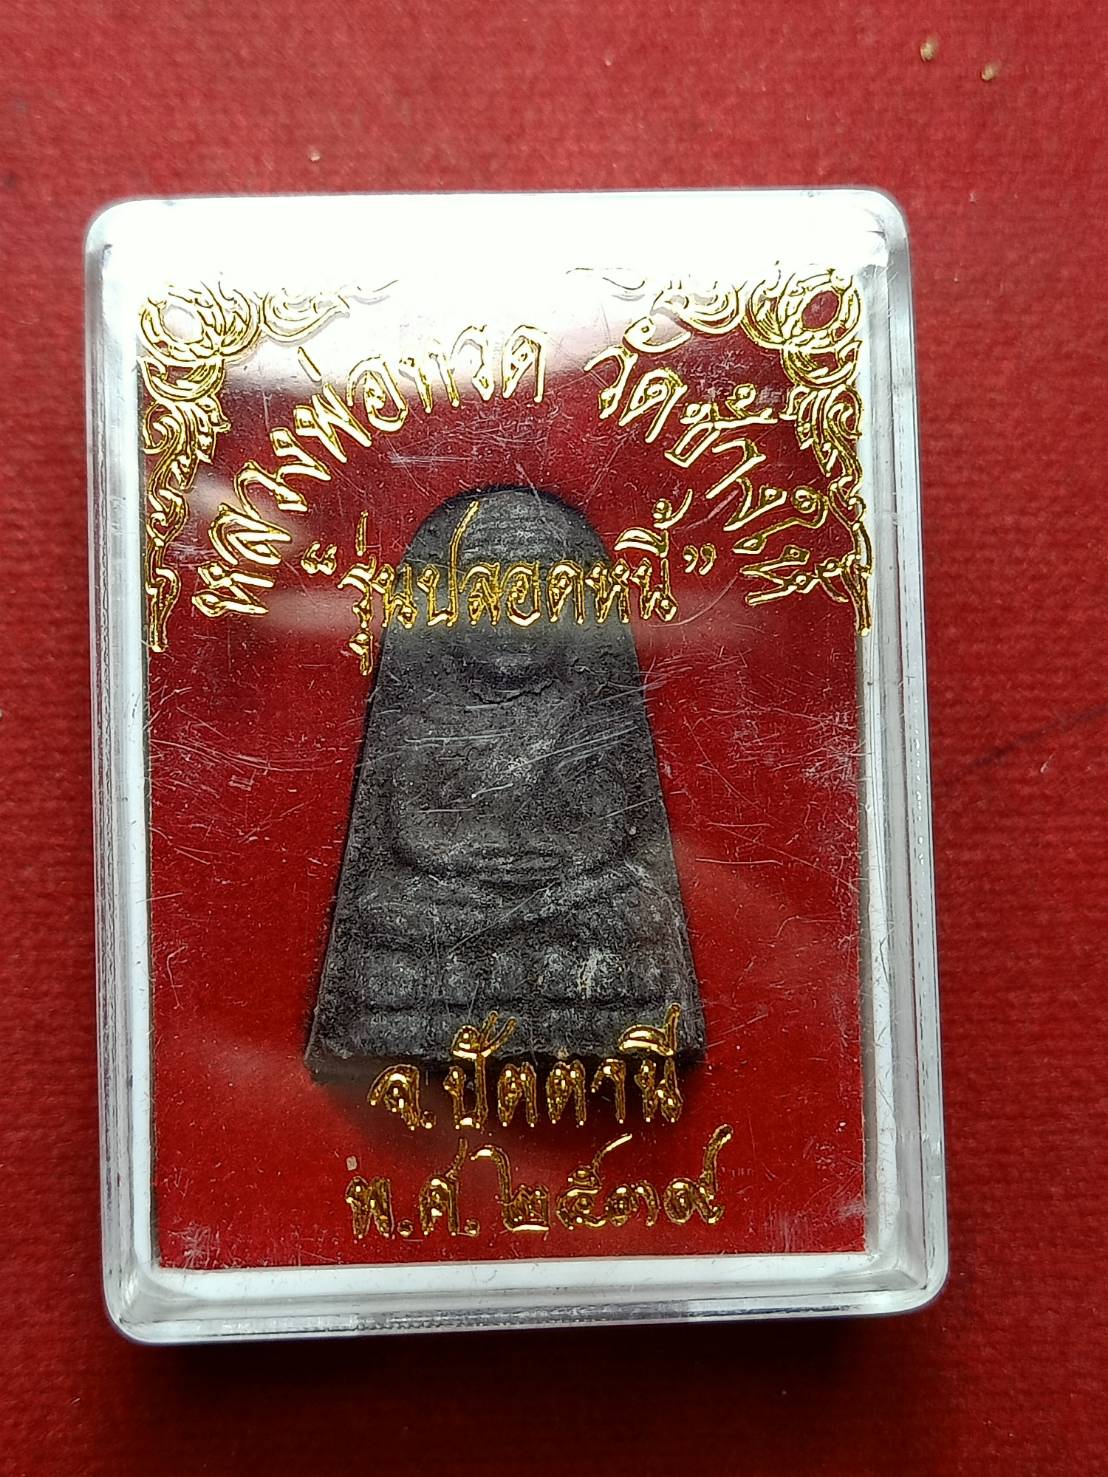 หลวงพ่อทวด วัดช้างให้
“รุ่นปลอดหนี้”
จ.ปัตตานี
พ.ศ.๒๕๓๙